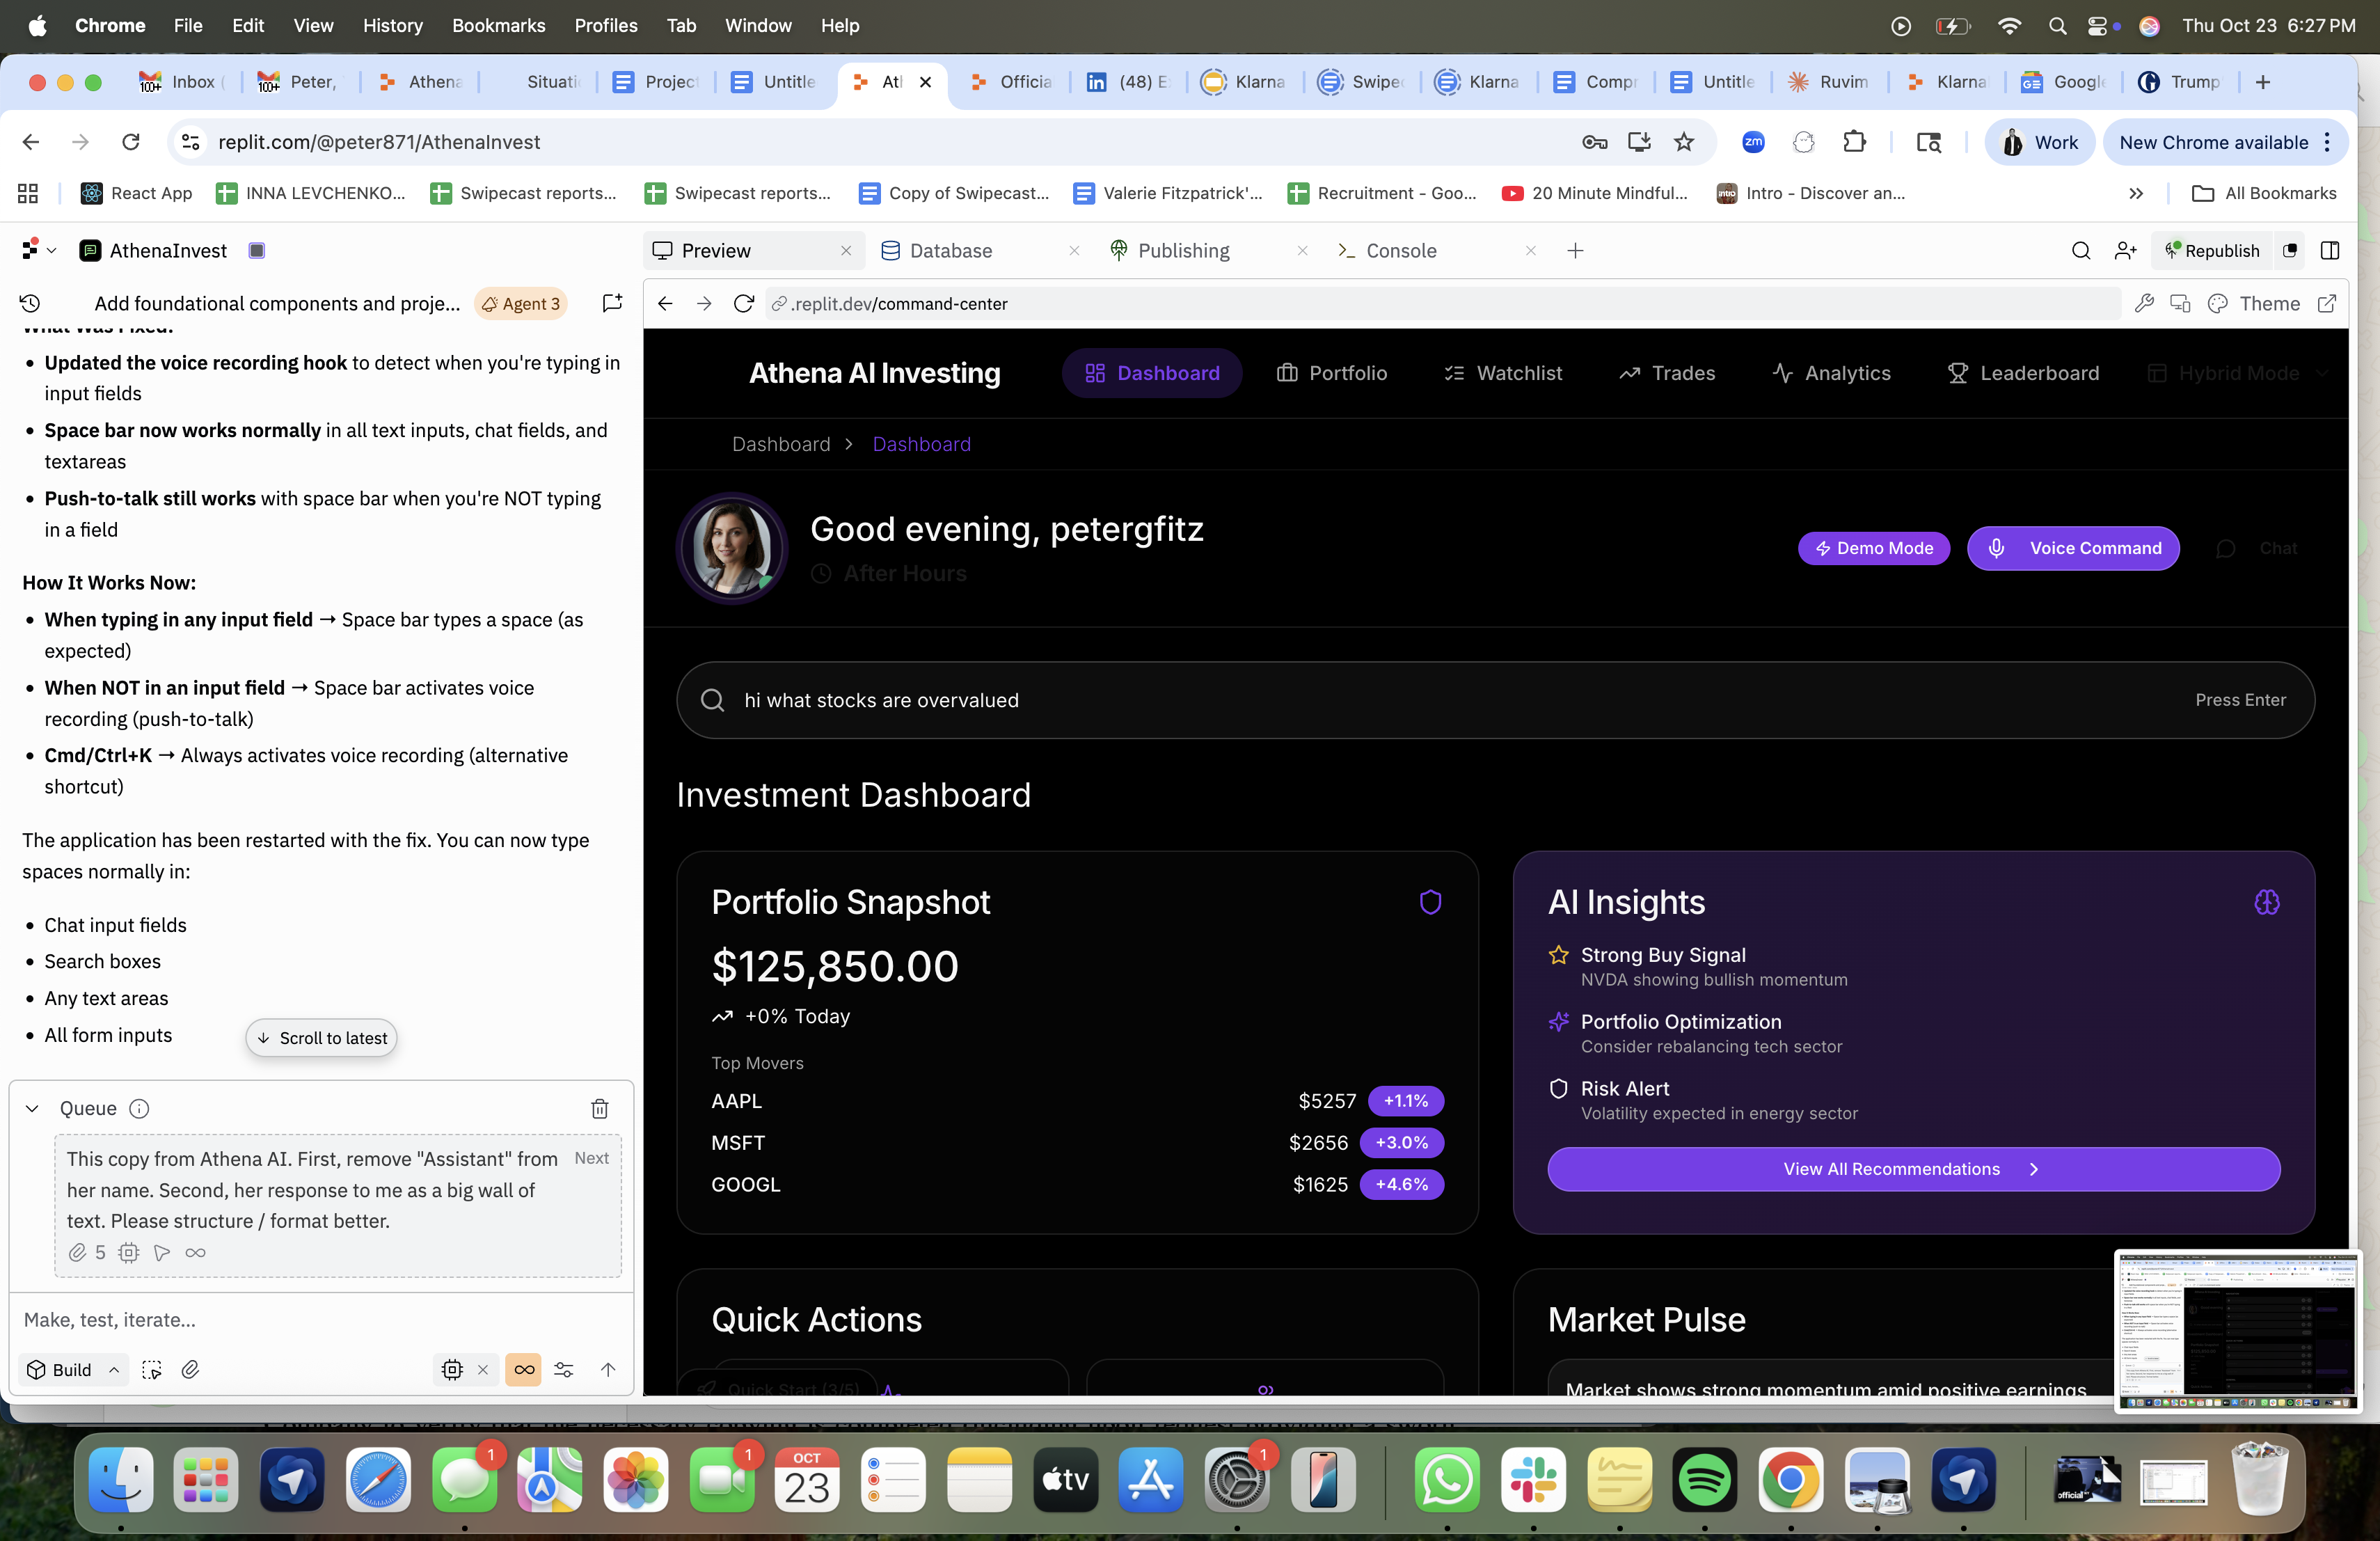 Chrome File Edit View History Bookmarks Profiles Tab Window Help
Thu Oct 23 6:27 PM
100+ Inbox (
100+ Peter,
Athena
Situati
Project
Untitle
Ath
Officia
(48) E
Klarna
Swipec
Klarna
Compr
Untitle
Ruvim
Klarna
Google
Trump
replit.com/@peter871/AthenaInvest
zm
Work
New Chrome available
React App
INNA LEVCHENKO...
Swipecast reports...
Swipecast reports...
Copy of Swipecast...
Valerie Fitzpatrick'...
Recruitment - Goo...
20 Minute Mindful...
intro
Intro - Discover an...
All Bookmarks
AthenaInvest
Preview
Database
Publishing
Console
Republish
Add foundational components and proje...
Agent 3
.replit.dev/command-center
Theme
What Was Fixed:
Updated the voice recording hook to detect when you're typing in
input fields
Space bar now works normally in all text inputs, chat fields, and
textareas
Push-to-talk still works with space bar when you're NOT typing
in a field
How It Works Now:
When typing in any input field → Space bar types a space (as
expected)
When NOT in an input field → Space bar activates voice
recording (push-to-talk)
Cmd/Ctrl+K → Always activates voice recording (alternative
shortcut)
The application has been restarted with the fix. You can now type
spaces normally in:
Chat input fields
Search boxes
Any text areas
All form inputs
Scroll to latest
Queue
This copy from Athena AI. First, remove "Assistant" from
Next
her name. Second, her response to me as a big wall of
text. Please structure / format better.
5
Make, test, iterate...
Build
Athena AI Investing
Dashboard
Portfolio
Watchlist
Trades
Analytics
Leaderboard
Hybrid Mode
Dashboard > Dashboard
Good evening, petergfitz
After Hours
Demo Mode
Voice Command
Chat
hi what stocks are overvalued
Press Enter
Investment Dashboard
Portfolio Snapshot
$125,850.00
+0% Today
Top Movers
AAPL $5257 +1.1%
MSFT $2656 +3.0%
GOOGL $1625 +4.6%
AI Insights
Strong Buy Signal
NVDA showing bullish momentum
Portfolio Optimization
Consider rebalancing tech sector
Risk Alert
Volatility expected in energy sector
View All Recommendations
Quick Actions
Quick Start (3/5)
Market Pulse
Market shows strong momentum amid positive earnings
1
1
OCT
23
tv
1
official